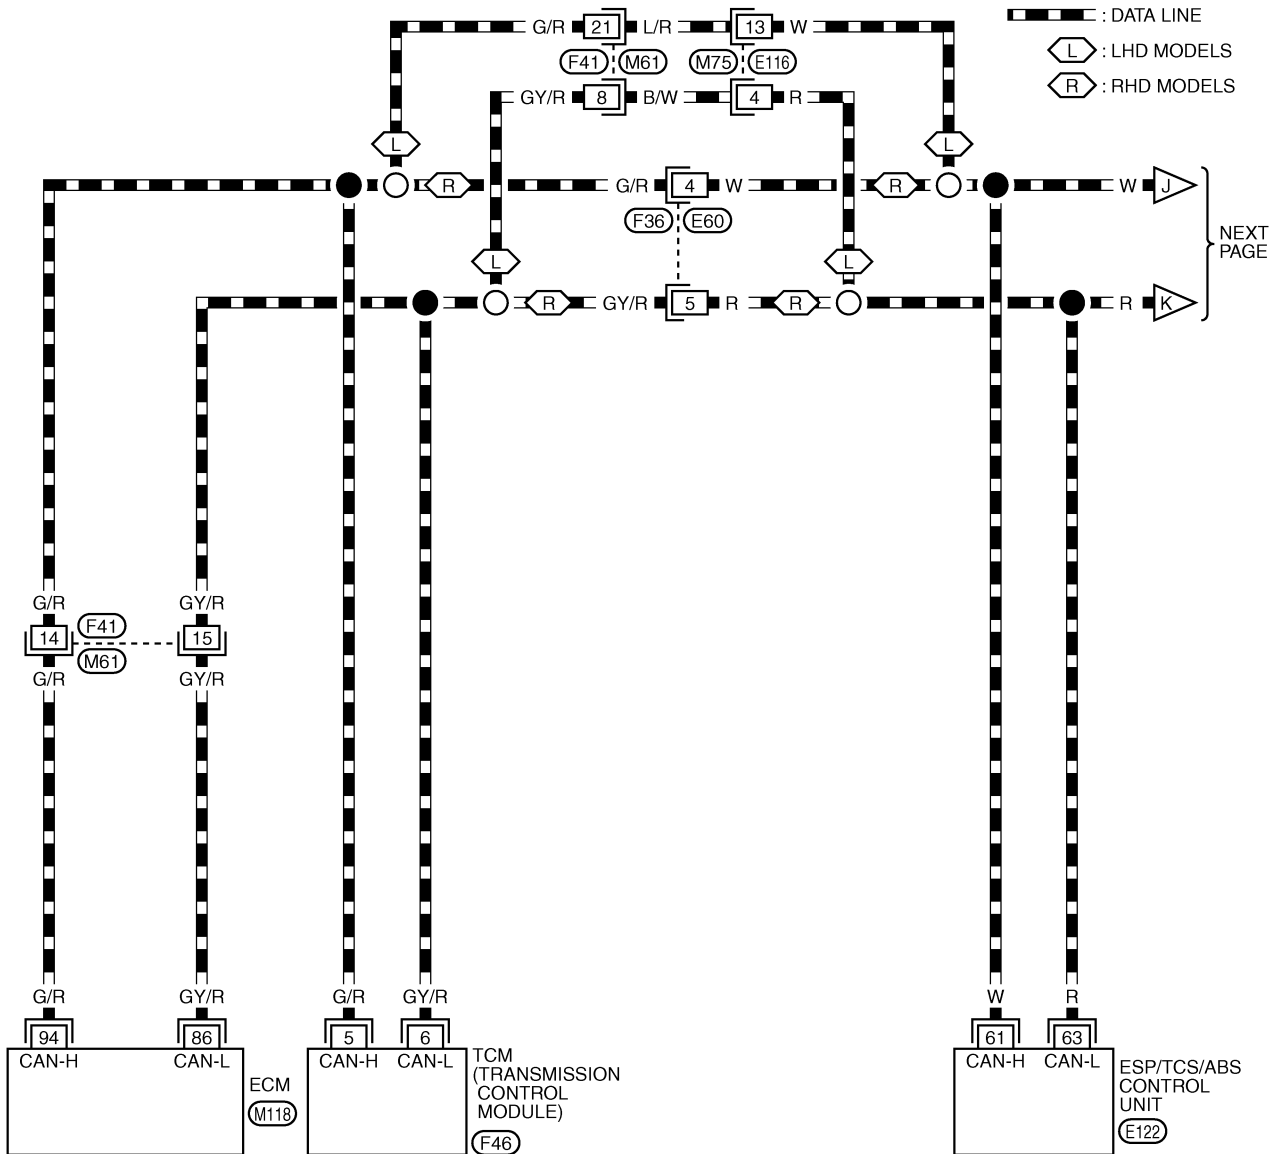 G/R 21 L/R 13 W
: DATA LINE
F41 M61 M75 E116
L : LHD MODELS
GY/R 8 B/W 4 R
R : RHD MODELS
L L
R G/R 4 W R W J
F36 E60
NEXT
PAGE
L L
R GY/R 5 R R R K
G/R GY/R
14 F41 15
M61
G/R GY/R
G/R GY/R G/R GY/R W R
94 86 5 6 61 63
CAN-H CAN-L CAN-H CAN-L CAN-H CAN-L
ECM
M118
TCM
(TRANSMISSION
CONTROL
MODULE)
F46
ESP/TCS/ABS
CONTROL
UNIT
E122